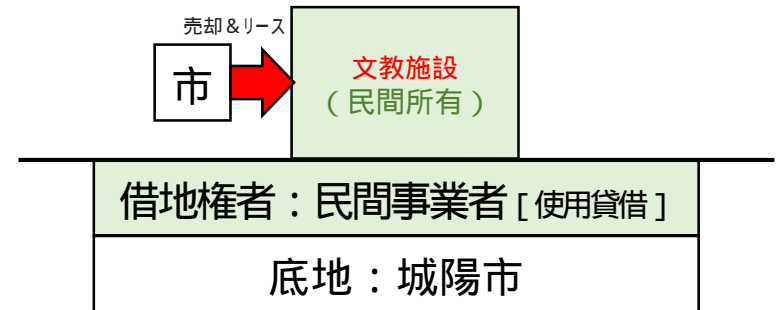 売却&リース
市
文教施設
(民間所有)
借地権者：民間事業者[使用貸借]
底地：城陽市